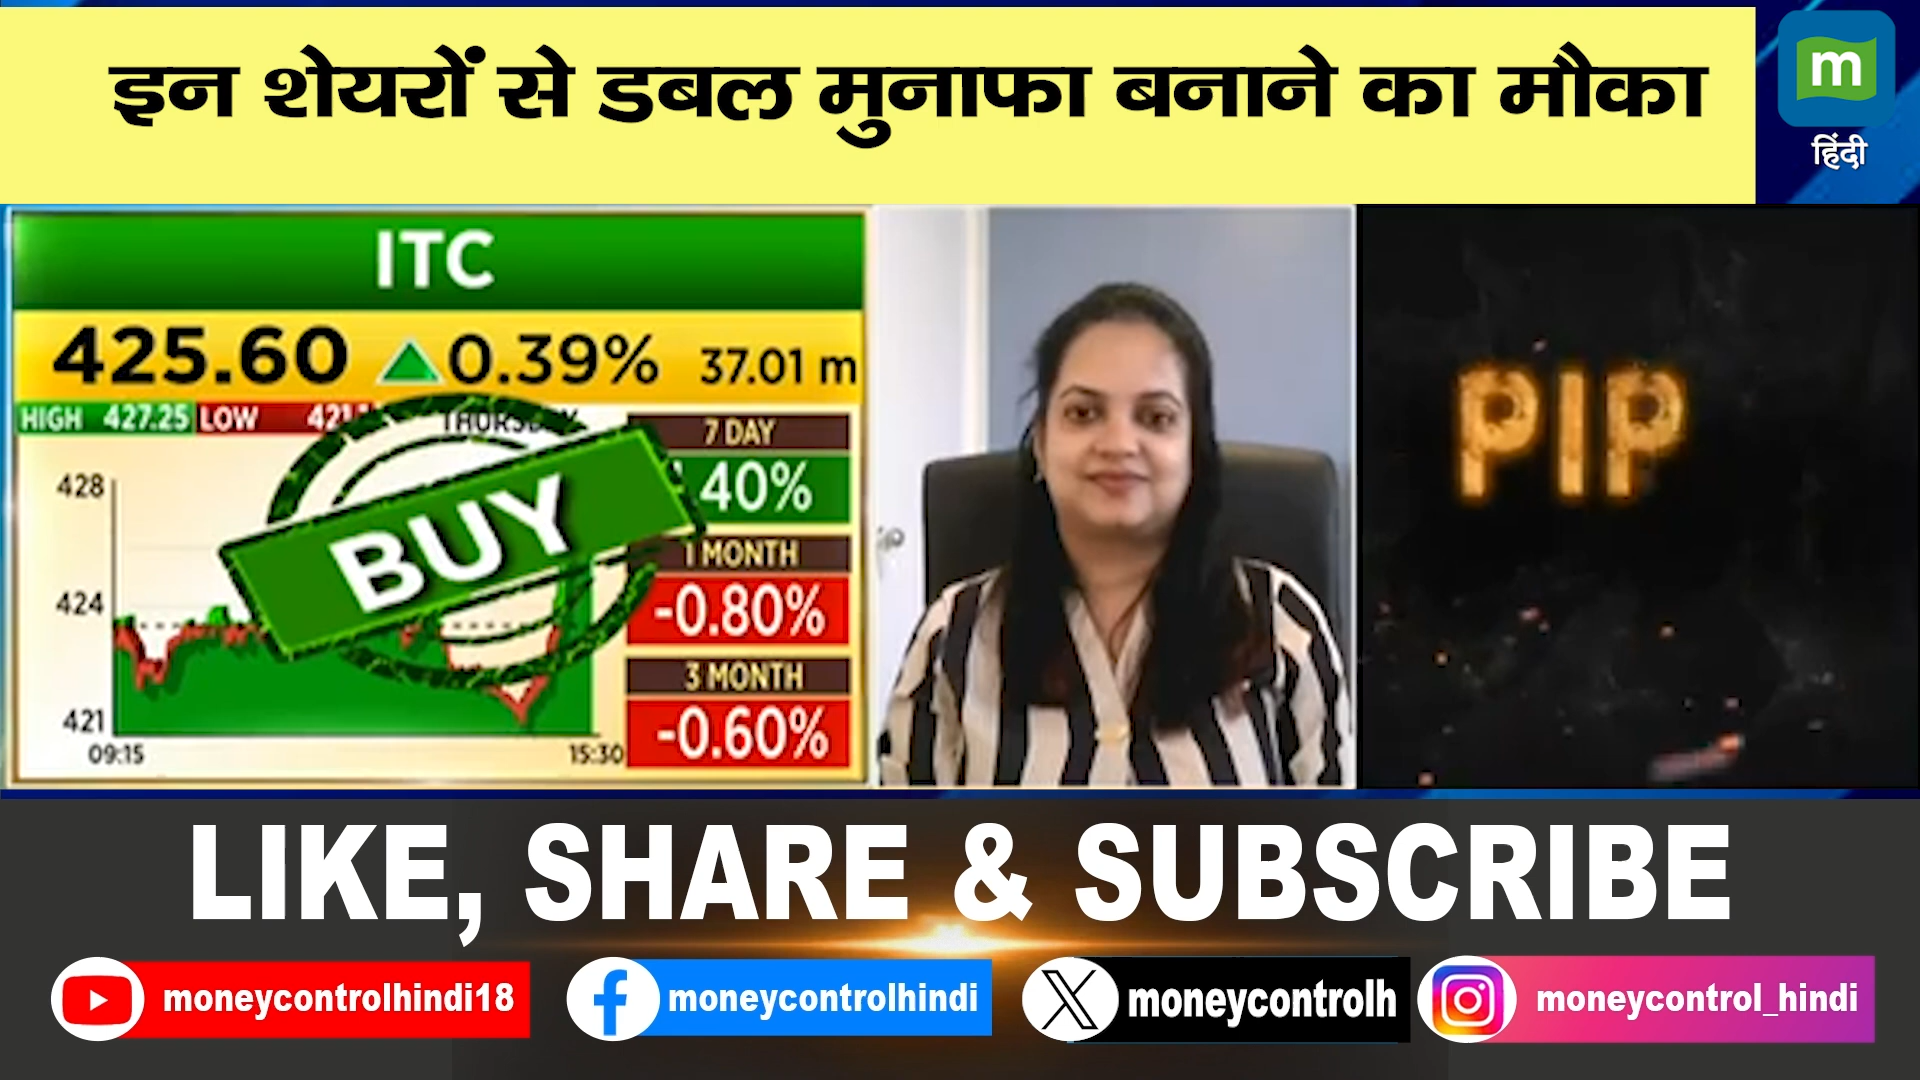 इन शेयरों से डबल मुनाफा बनाने का मौका
m
हिंदी
ITC
425.60 0.39% 37.01 m
HIGH 427.25 LOW
7 DAY
40%
1 MONTH
-0.80%
3 MONTH
-0.60%
428
424
421
09:15 15:30
BUY
PIP
LIKE, SHARE & SUBSCRIBE
moneycontrolhindi18
moneycontrolhindi
moneycontrolh
moneycontrol_hindi